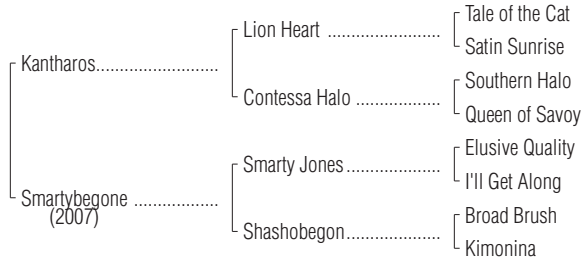 Tale of the Cat
Lion Heart ....................
Satin Sunrise
Kantharos......................
Southern Halo
Contessa Halo ...............
Queen of Savoy
Elusive Quality
Smarty Jones.................
I'll Get Along
Smartybegone ...............
(2007)
Broad Brush
Shashobegon.................
Kimonina